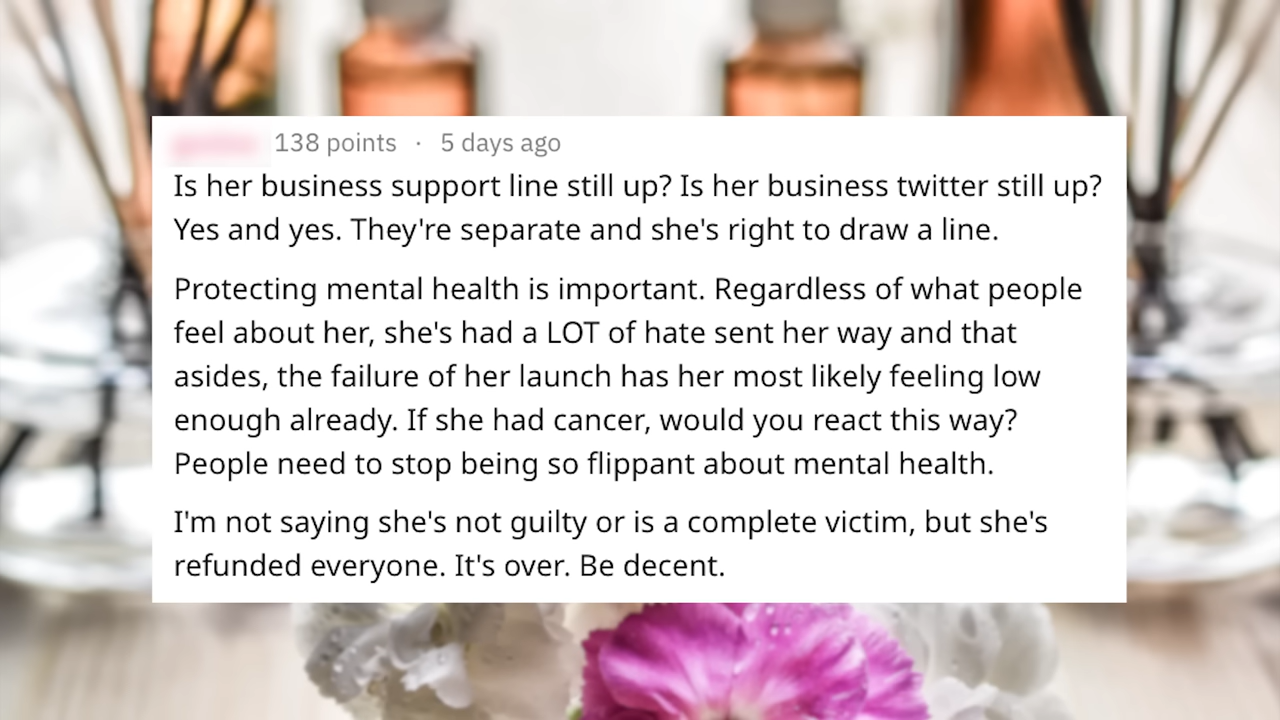 138 points · 5 days ago
Is her business support line still up? Is her business twitter still up?
Yes and yes. They're separate and she's right to draw a line.
Protecting mental health is important. Regardless of what people
feel about her, she's had a LOT of hate sent her way and that
asides, the failure of her launch has her most likely feeling low
enough already. If she had cancer, would you react this way?
People need to stop being so flippant about mental health.
I'm not saying she's not guilty or is a complete victim, but she's
refunded everyone. It's over. Be decent.